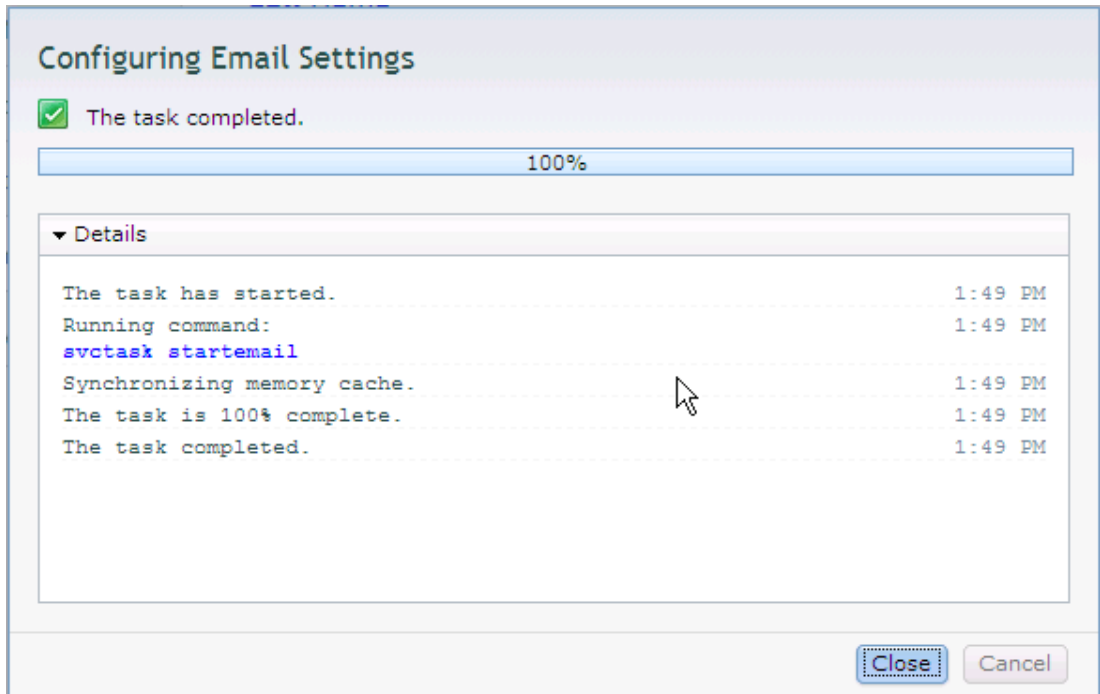 Configuring Email Settings
The task completed.
100%
Details
The task has started. 1:49 PM
Running command: 1:49 PM
svctask startemail
Synchronizing memory cache. 1:49 PM
The task is 100% complete. 1:49 PM
The task completed. 1:49 PM
Close Cancel